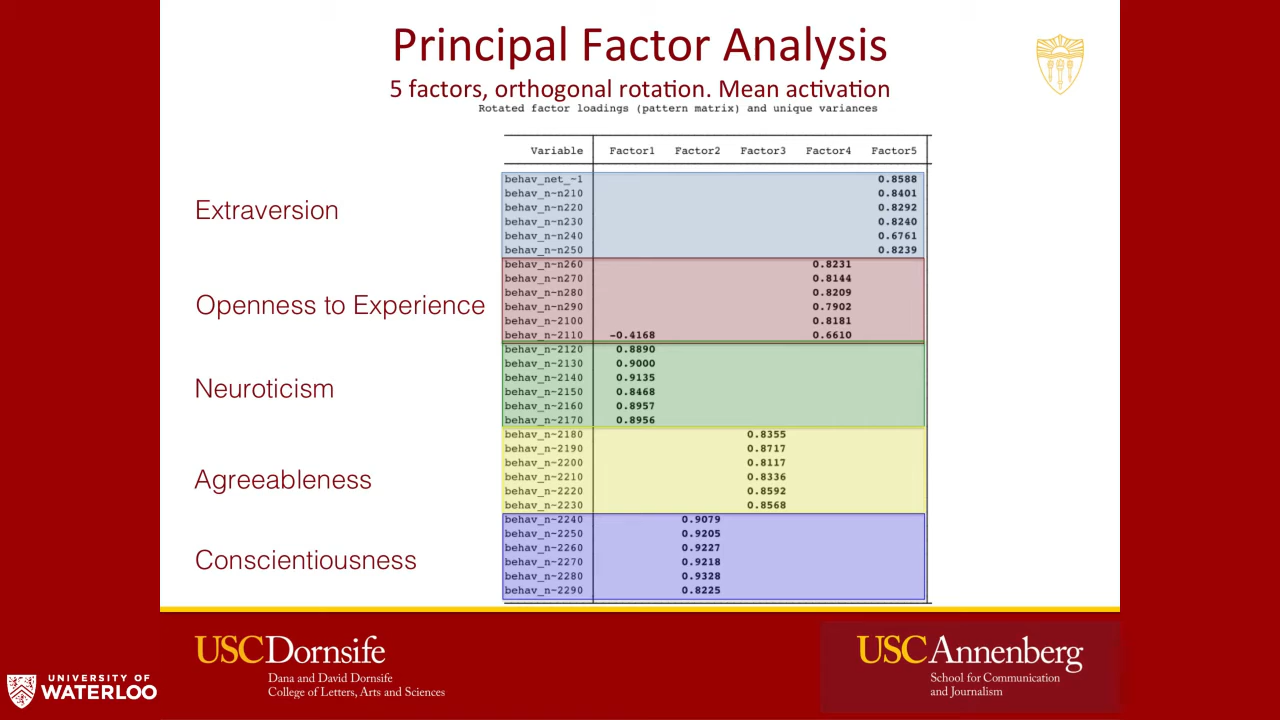 Principal Factor Analysis
5 factors, orthogonal rotation. Mean activation
Rotated factor loadings (pattern matrix) and unique variances
Variable Factor1 Factor2 Factor3 Factor4 Factor5
behav_net_~1 0.8588
behav_n~n210 0.8401
Extraversion
behav_n~n220 0.8292
behav_n~n230 0.8240
behav_n~n240 0.6761
behav_n~n250 0.8239
behav_n~n260 0.8231
behav_n~n270 0.8144
behav_n~n280 0.8209
Openness to Experience
behav_n~n290 0.7902
behav_n~2100 0.8181
behav_n~2110 -0.4168 0.6610
behav_n~2120 0.8890
behav_n~2130 0.9000
behav_n~2140 0.9135
Neuroticism
behav_n~2150 0.8468
behav_n~2160 0.8957
behav_n~2170 0.8956
behav_n~2180 0.8355
behav_n~2190 0.8717
behav_n~2200 0.8117
Agreeableness
behav_n~2210 0.8336
behav_n~2220 0.8592
behav_n~2230 0.8568
behav_n~2240 0.9079
behav_n~2250 0.9205
behav_n~2260 0.9227
Conscientiousness
behav_n~2270 0.9218
behav_n~2280 0.9328
behav_n~2290 0.8225
USC Dornsife
Dana and David Dornsife
College of Letters, Arts and Sciences
USC Annenberg
School for Communication
and Journalism
UNIVERSITY OF
WATERLOO